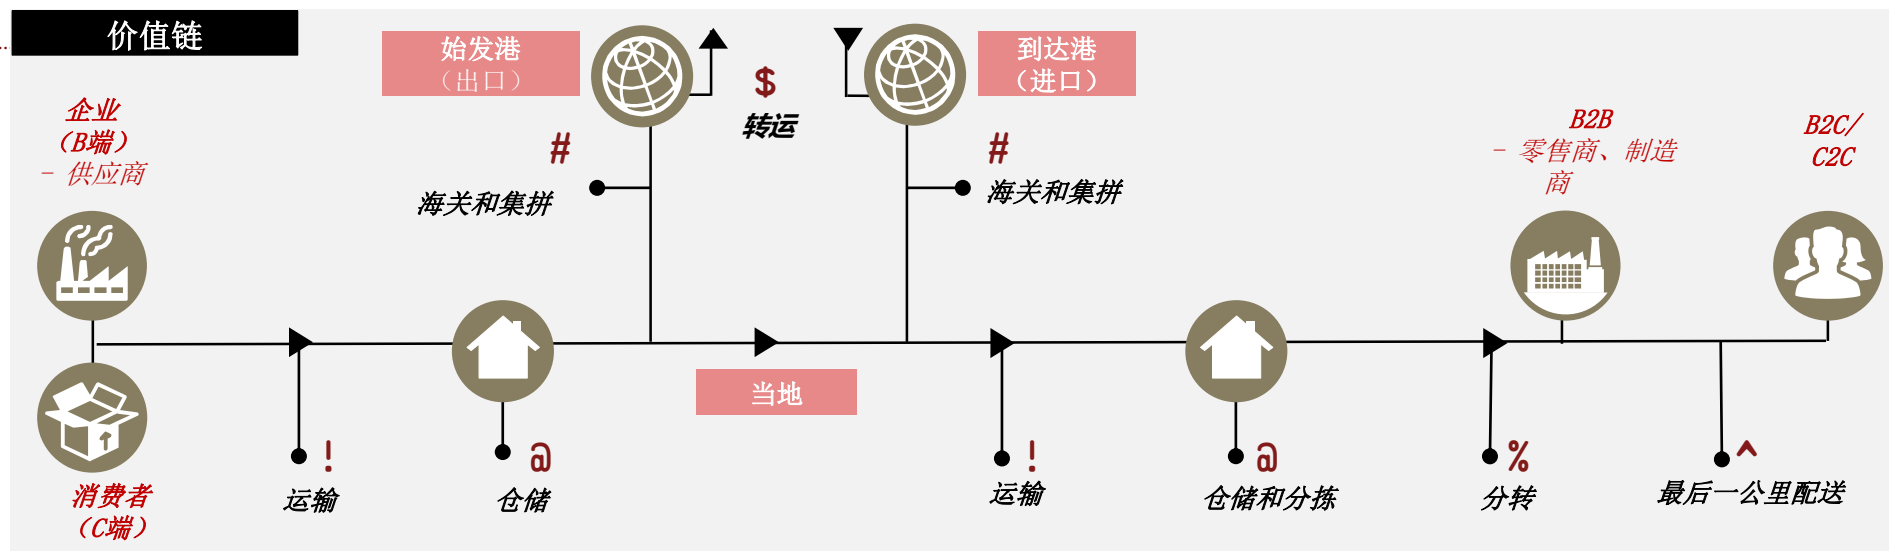 价值链
企业
（B端）
- 供应商
消费者
（C端）
!
运输
@
仓储
始发港
（出口）
#
海关和集拼
$
转运
到达港
（进口）
#
海关和集拼
当地
!
运输
@
仓储和分拣
%
分转
B2B
- 零售商、制造
商
B2C/
C2C
^
最后一公里配送